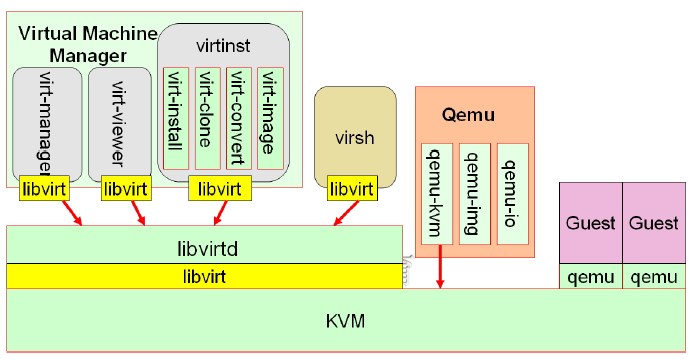 Virtual Machine
Manager
virtinst
virt-manager
virt-viewer
virt-install
virt-clone
virt-convert
virt-image
virsh
Qemu
qemu-kvm
qemu-img
qemu-io
libvirt
libvirt
libvirt
libvirt
Guest
Guest
libvirtd
libvirt
qemu
qemu
KVM